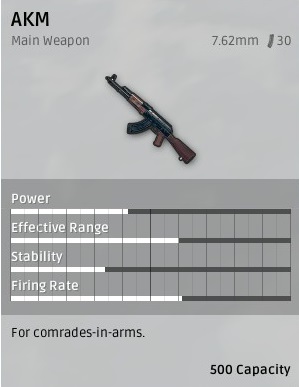 AKM
Main Weapon 7.62mm 30
Power
Effective Range
Stability
Firing Rate
For comrades-in-arms.
500 Capacity